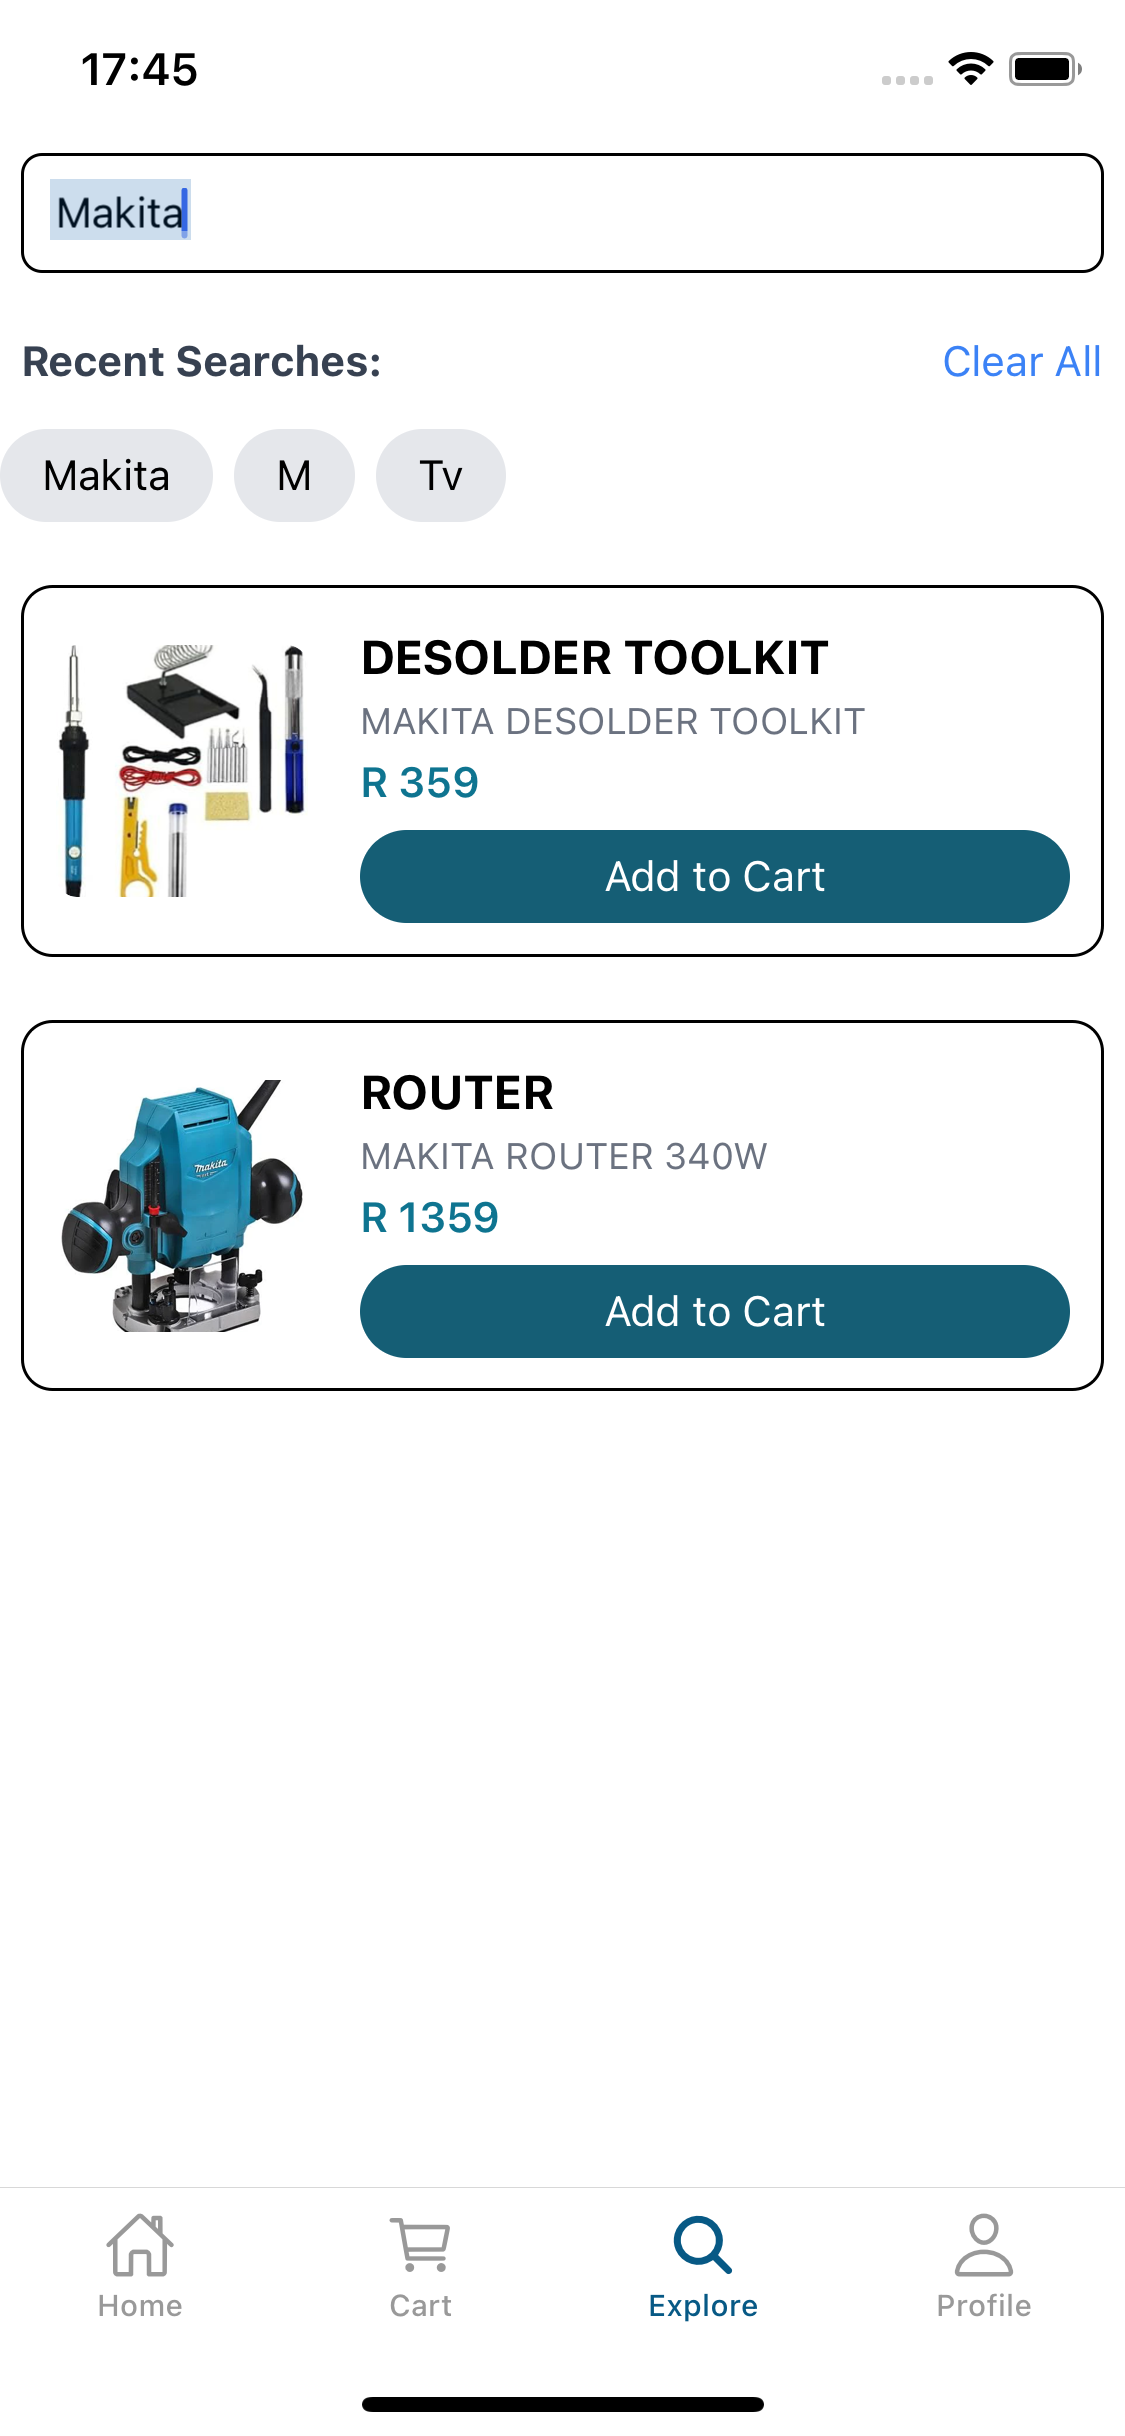 17:45
Makita
Recent Searches:
Clear All
Makita
M
Tv
DESOLDER TOOLKIT
MAKITA DESOLDER TOOLKIT
R 359
Add to Cart
makita
ROUTER
MAKITA ROUTER 340W
R 1359
Add to Cart
Home
Cart
Explore
Profile